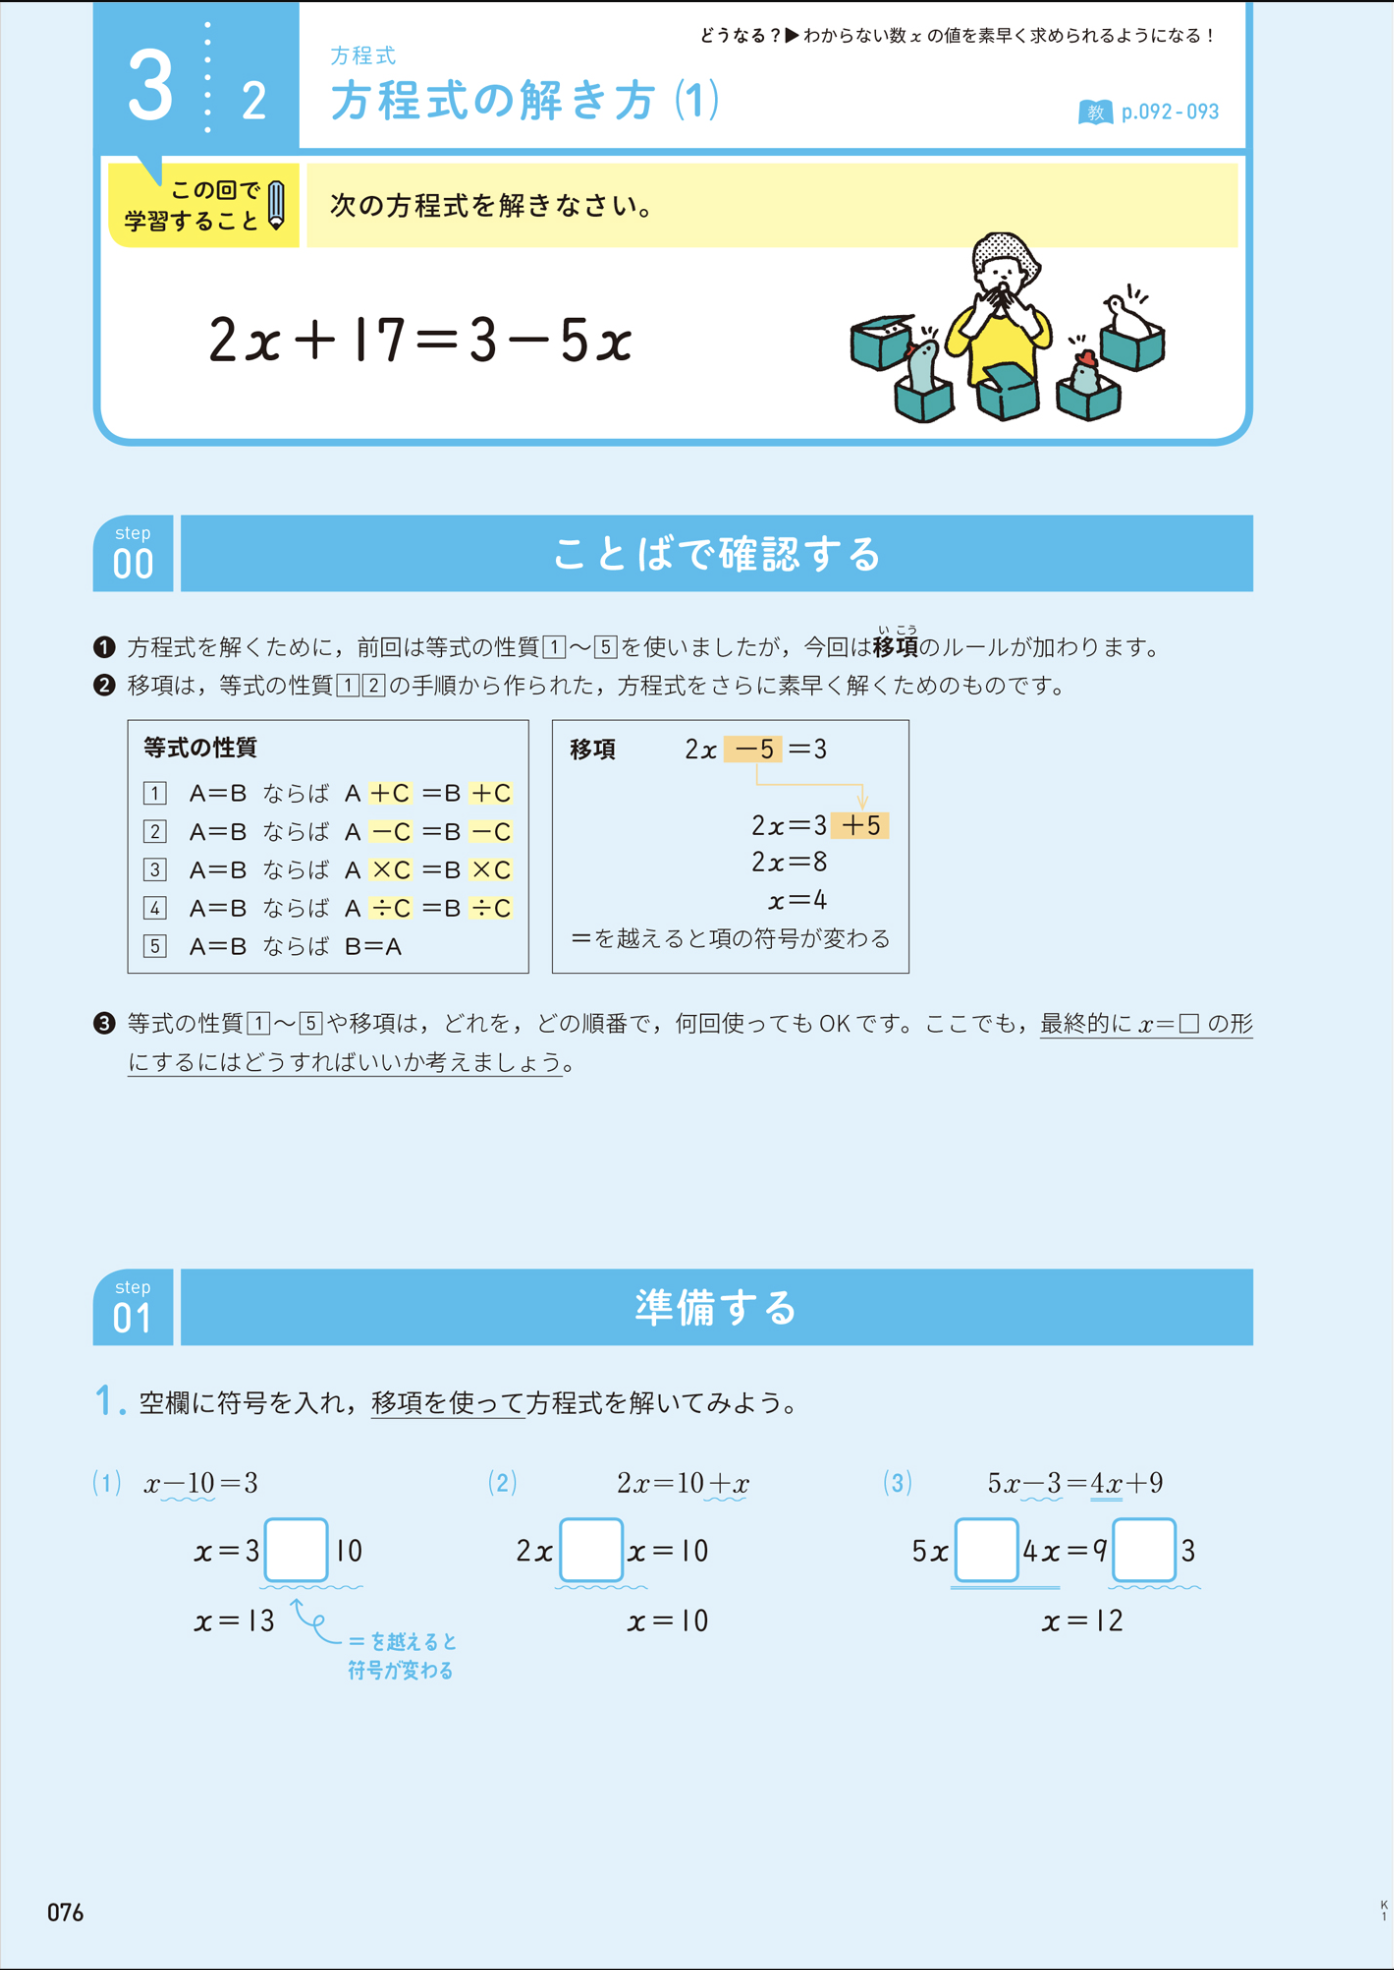 3 2
どうなる？▶わからない数 x の値を素早く求められるようになる！
方程式
方程式の解き方 (1)
教 p.092-093
この回で
学習すること
次の方程式を解きなさい。
2x＋17＝3－5x
step
00
ことばで確認する
いこう
❶ 方程式を解くために，前回は等式の性質1～5を使いましたが，今回は移項のルールが加わります。
❷ 移項は，等式の性質12の手順から作られた，方程式をさらに素早く解くためのものです。
等式の性質
1 A＝B ならば A ＋C ＝B ＋C
2 A＝B ならば A －C ＝B －C
3 A＝B ならば A ×C ＝B ×C
4 A＝B ならば A ÷C ＝B ÷C
5 A＝B ならば B＝A
移項 2x －5 ＝3
2x＝3 ＋5
2x＝8
x＝4
＝を越えると項の符号が変わる
❸ 等式の性質1～5や移項は，どれを，どの順番で，何回使っても OK です。ここでも，最終的に x＝□ の形
にするにはどうすればいいか考えましょう。
step
01
準備する
1. 空欄に符号を入れ，移項を使って方程式を解いてみよう。
(1) x－10＝3
x＝3□10
x＝13
＝を越えると
符号が変わる
(2) 2x＝10＋x
2x□x＝10
x＝10
(3) 5x－3＝4x＋9
5x□4x＝9□3
x＝12
076
K
1